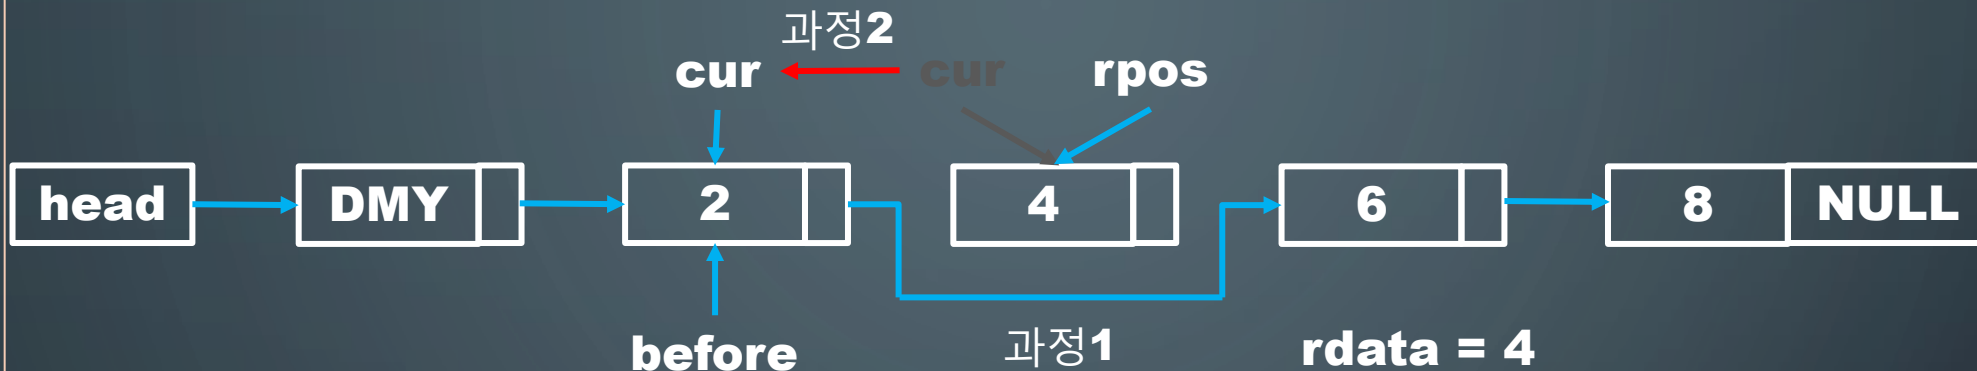 과정2
cur
cur
rpos
head
DMY
2
4
6
8
NULL
before
과정1
rdata = 4